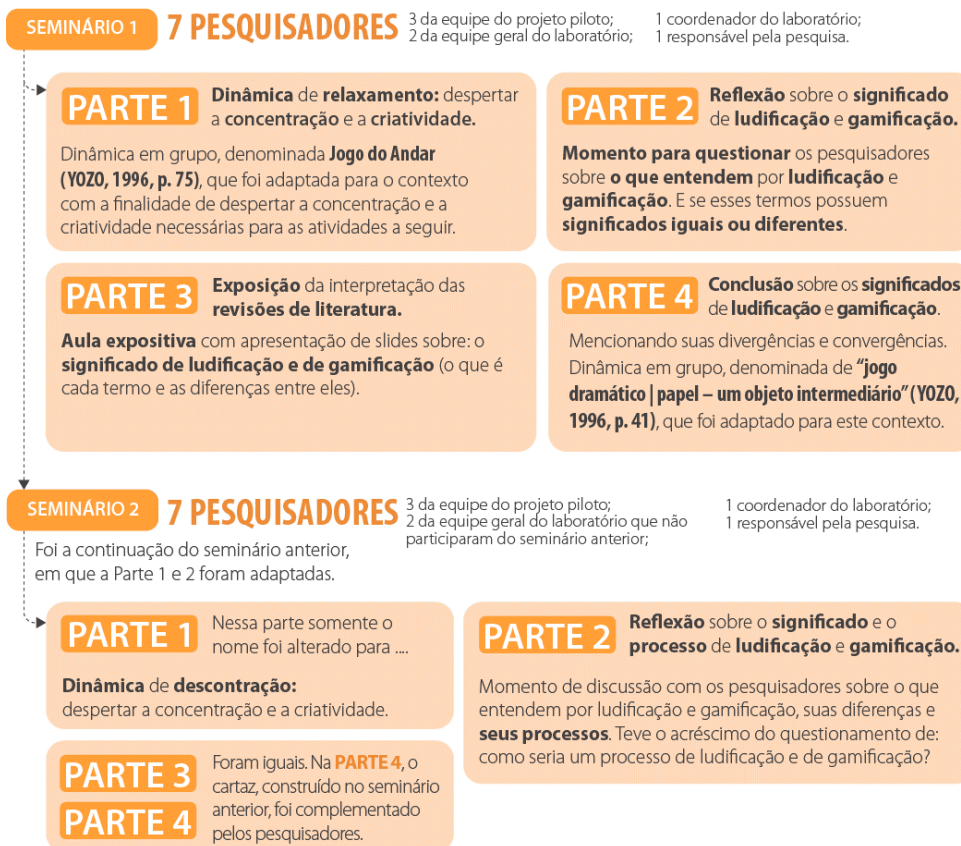 SEMINÁRIO 1
7 PESQUISADORES
3 da equipe do projeto piloto;
2 da equipe geral do laboratório;
1 coordenador do laboratório;
1 responsável pela pesquisa.
PARTE 1
Dinâmica de relaxamento: despertar
a concentração e a criatividade.
Dinâmica em grupo, denominada Jogo do Andar
(YOZO, 1996, p. 75), que foi adaptada para o contexto
com a finalidade de despertar a concentração e a
criatividade necessárias para as atividades a seguir.
PARTE 2
Reflexão sobre o significado
de ludificação e gamificação.
Momento para questionar os pesquisadores
sobre o que entendem por ludificação e
gamificação. E se esses termos possuem
significados iguais ou diferentes.
PARTE 3
Exposição da interpretação das
revisões de literatura.
Aula expositiva com apresentação de slides sobre: o
significado de ludificação e de gamificação (o que é
cada termo e as diferenças entre eles).
PARTE 4
Conclusão sobre os significados
de ludificação e gamificação.
Mencionando suas divergências e convergências.
Dinâmica em grupo, denominada de "jogo
dramático | papel – um objeto intermediário" (YOZO,
1996, p. 41), que foi adaptado para este contexto.
SEMINÁRIO 2
7 PESQUISADORES
3 da equipe do projeto piloto;
2 da equipe geral do laboratório que não
participaram do seminário anterior;
1 coordenador do laboratório;
1 responsável pela pesquisa.
Foi a continuação do seminário anterior,
em que a Parte 1 e 2 foram adaptadas.
PARTE 1
Nessa parte somente o
nome foi alterado para ....
Dinâmica de descontração:
despertar a concentração e a criatividade.
PARTE 2
Reflexão sobre o significado e o
processo de ludificação e gamificação.
Momento de discussão com os pesquisadores sobre o que
entendem por ludificação e gamificação, suas diferenças e
seus processos. Teve o acréscimo do questionamento de:
como seria um processo de ludificação e de gamificação?
PARTE 3
PARTE 4
Foram iguais. Na PARTE 4, o
cartaz, construído no seminário
anterior, foi complementado
pelos pesquisadores.